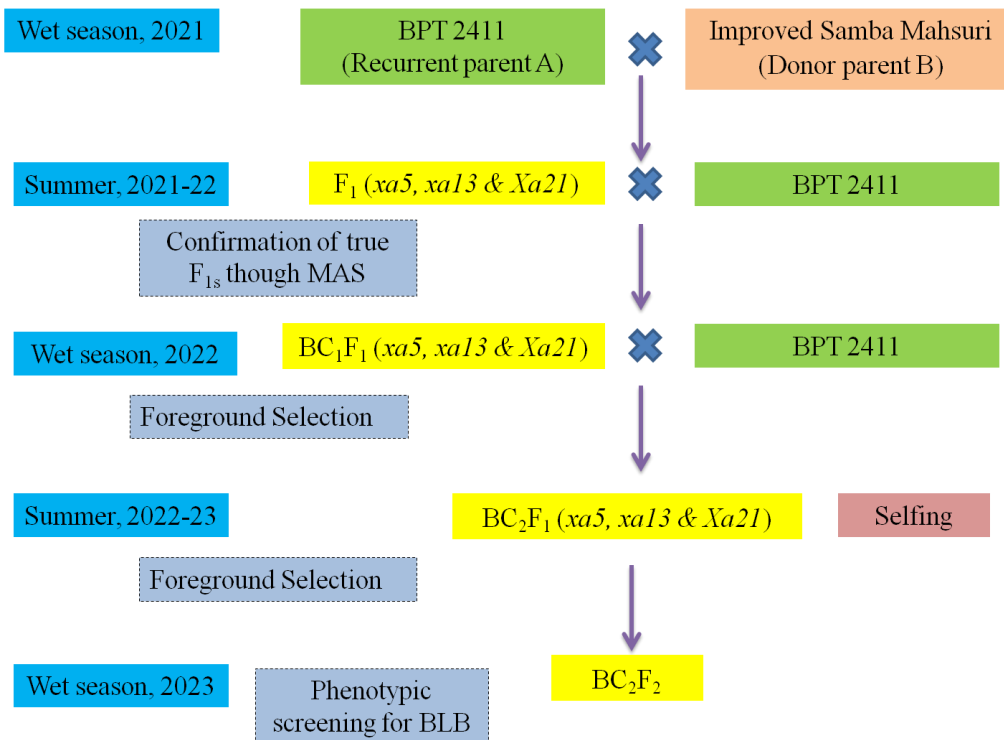 Wet season, 2021
BPT 2411
(Recurrent parent A)
Improved Samba Mahsuri
(Donor parent B)
Summer, 2021-22
F₁ (xa5, xa13 & Xa21)
BPT 2411
Confirmation of true
F₁ₛ though MAS
Wet season, 2022
BC₁F₁ (xa5, xa13 & Xa21)
BPT 2411
Foreground Selection
Summer, 2022-23
BC₂F₁ (xa5, xa13 & Xa21)
Selfing
Foreground Selection
Wet season, 2023
Phenotypic
screening for BLB
BC₂F₂